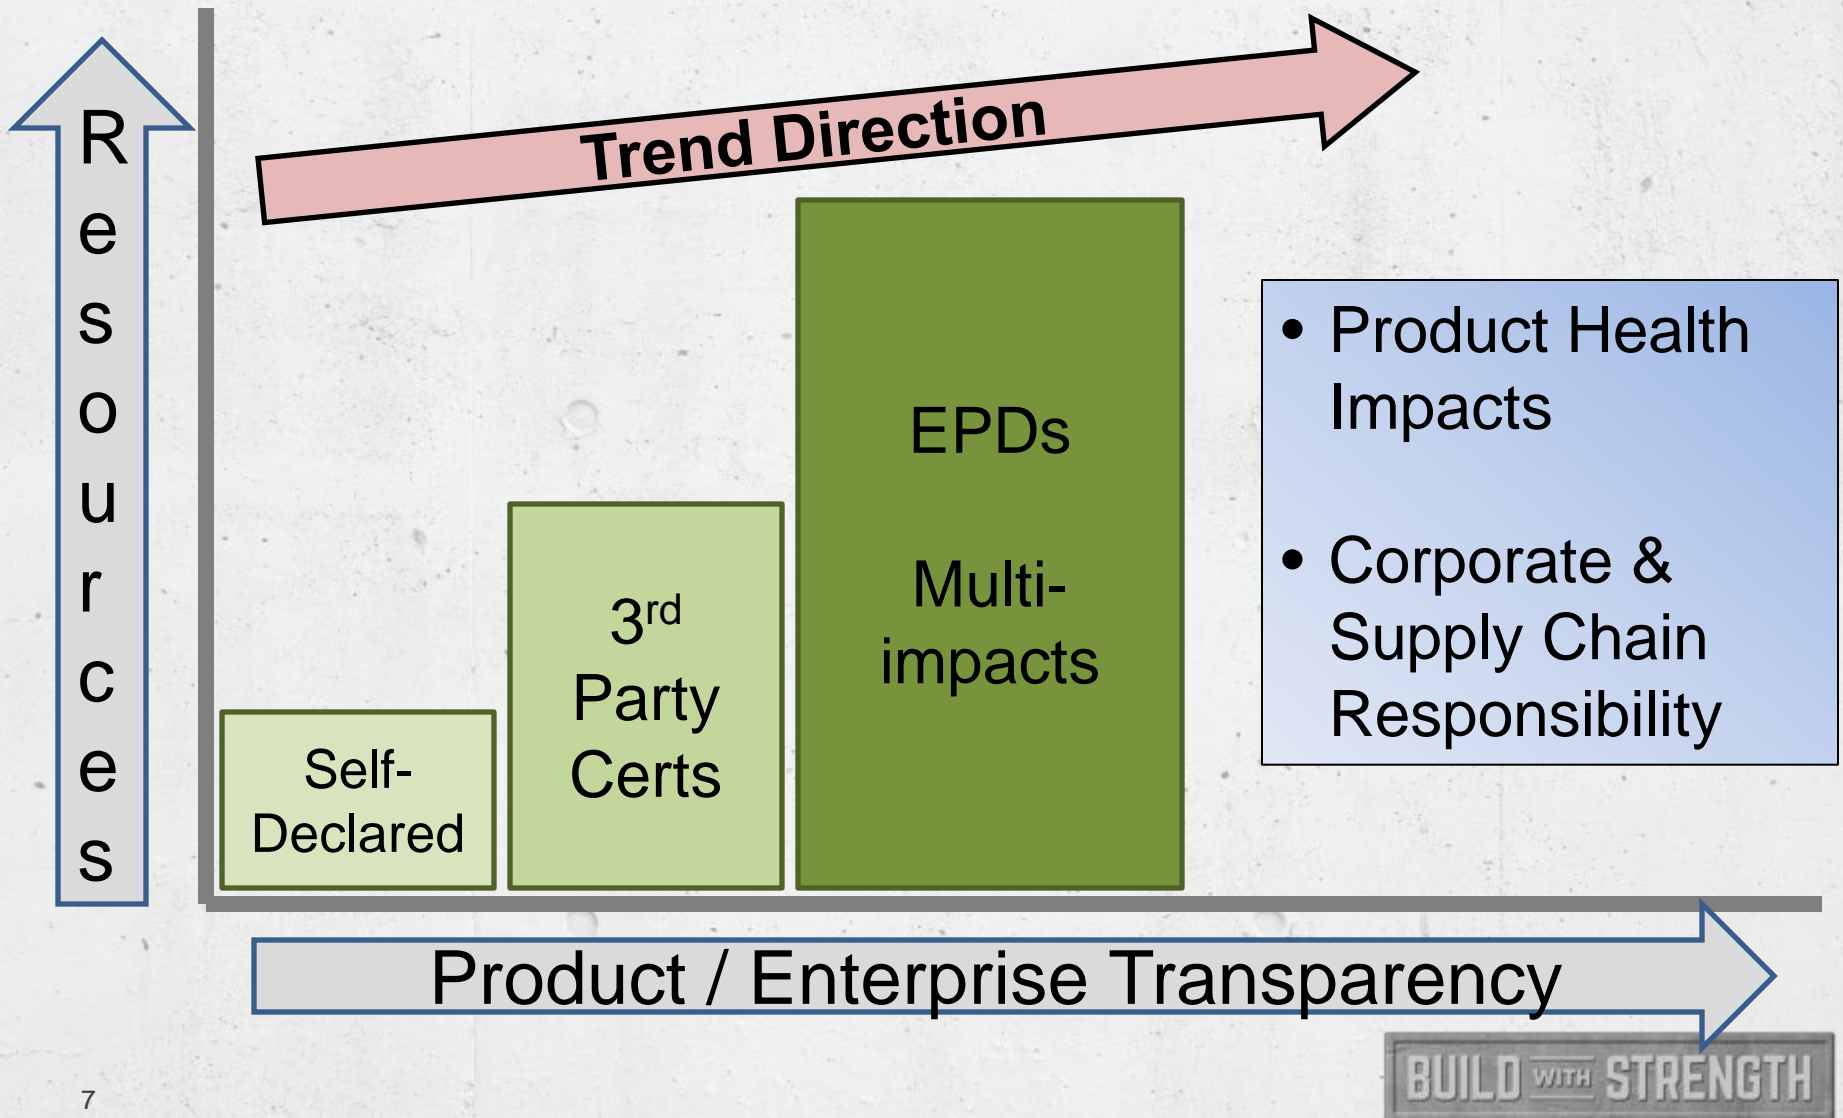 Resources
Trend Direction
Self-
Declared
3rd
Party
Certs
EPDs
Multi-
impacts
• Product Health
Impacts
• Corporate &
Supply Chain
Responsibility
Product / Enterprise Transparency
7
BUILD WITH STRENGTH